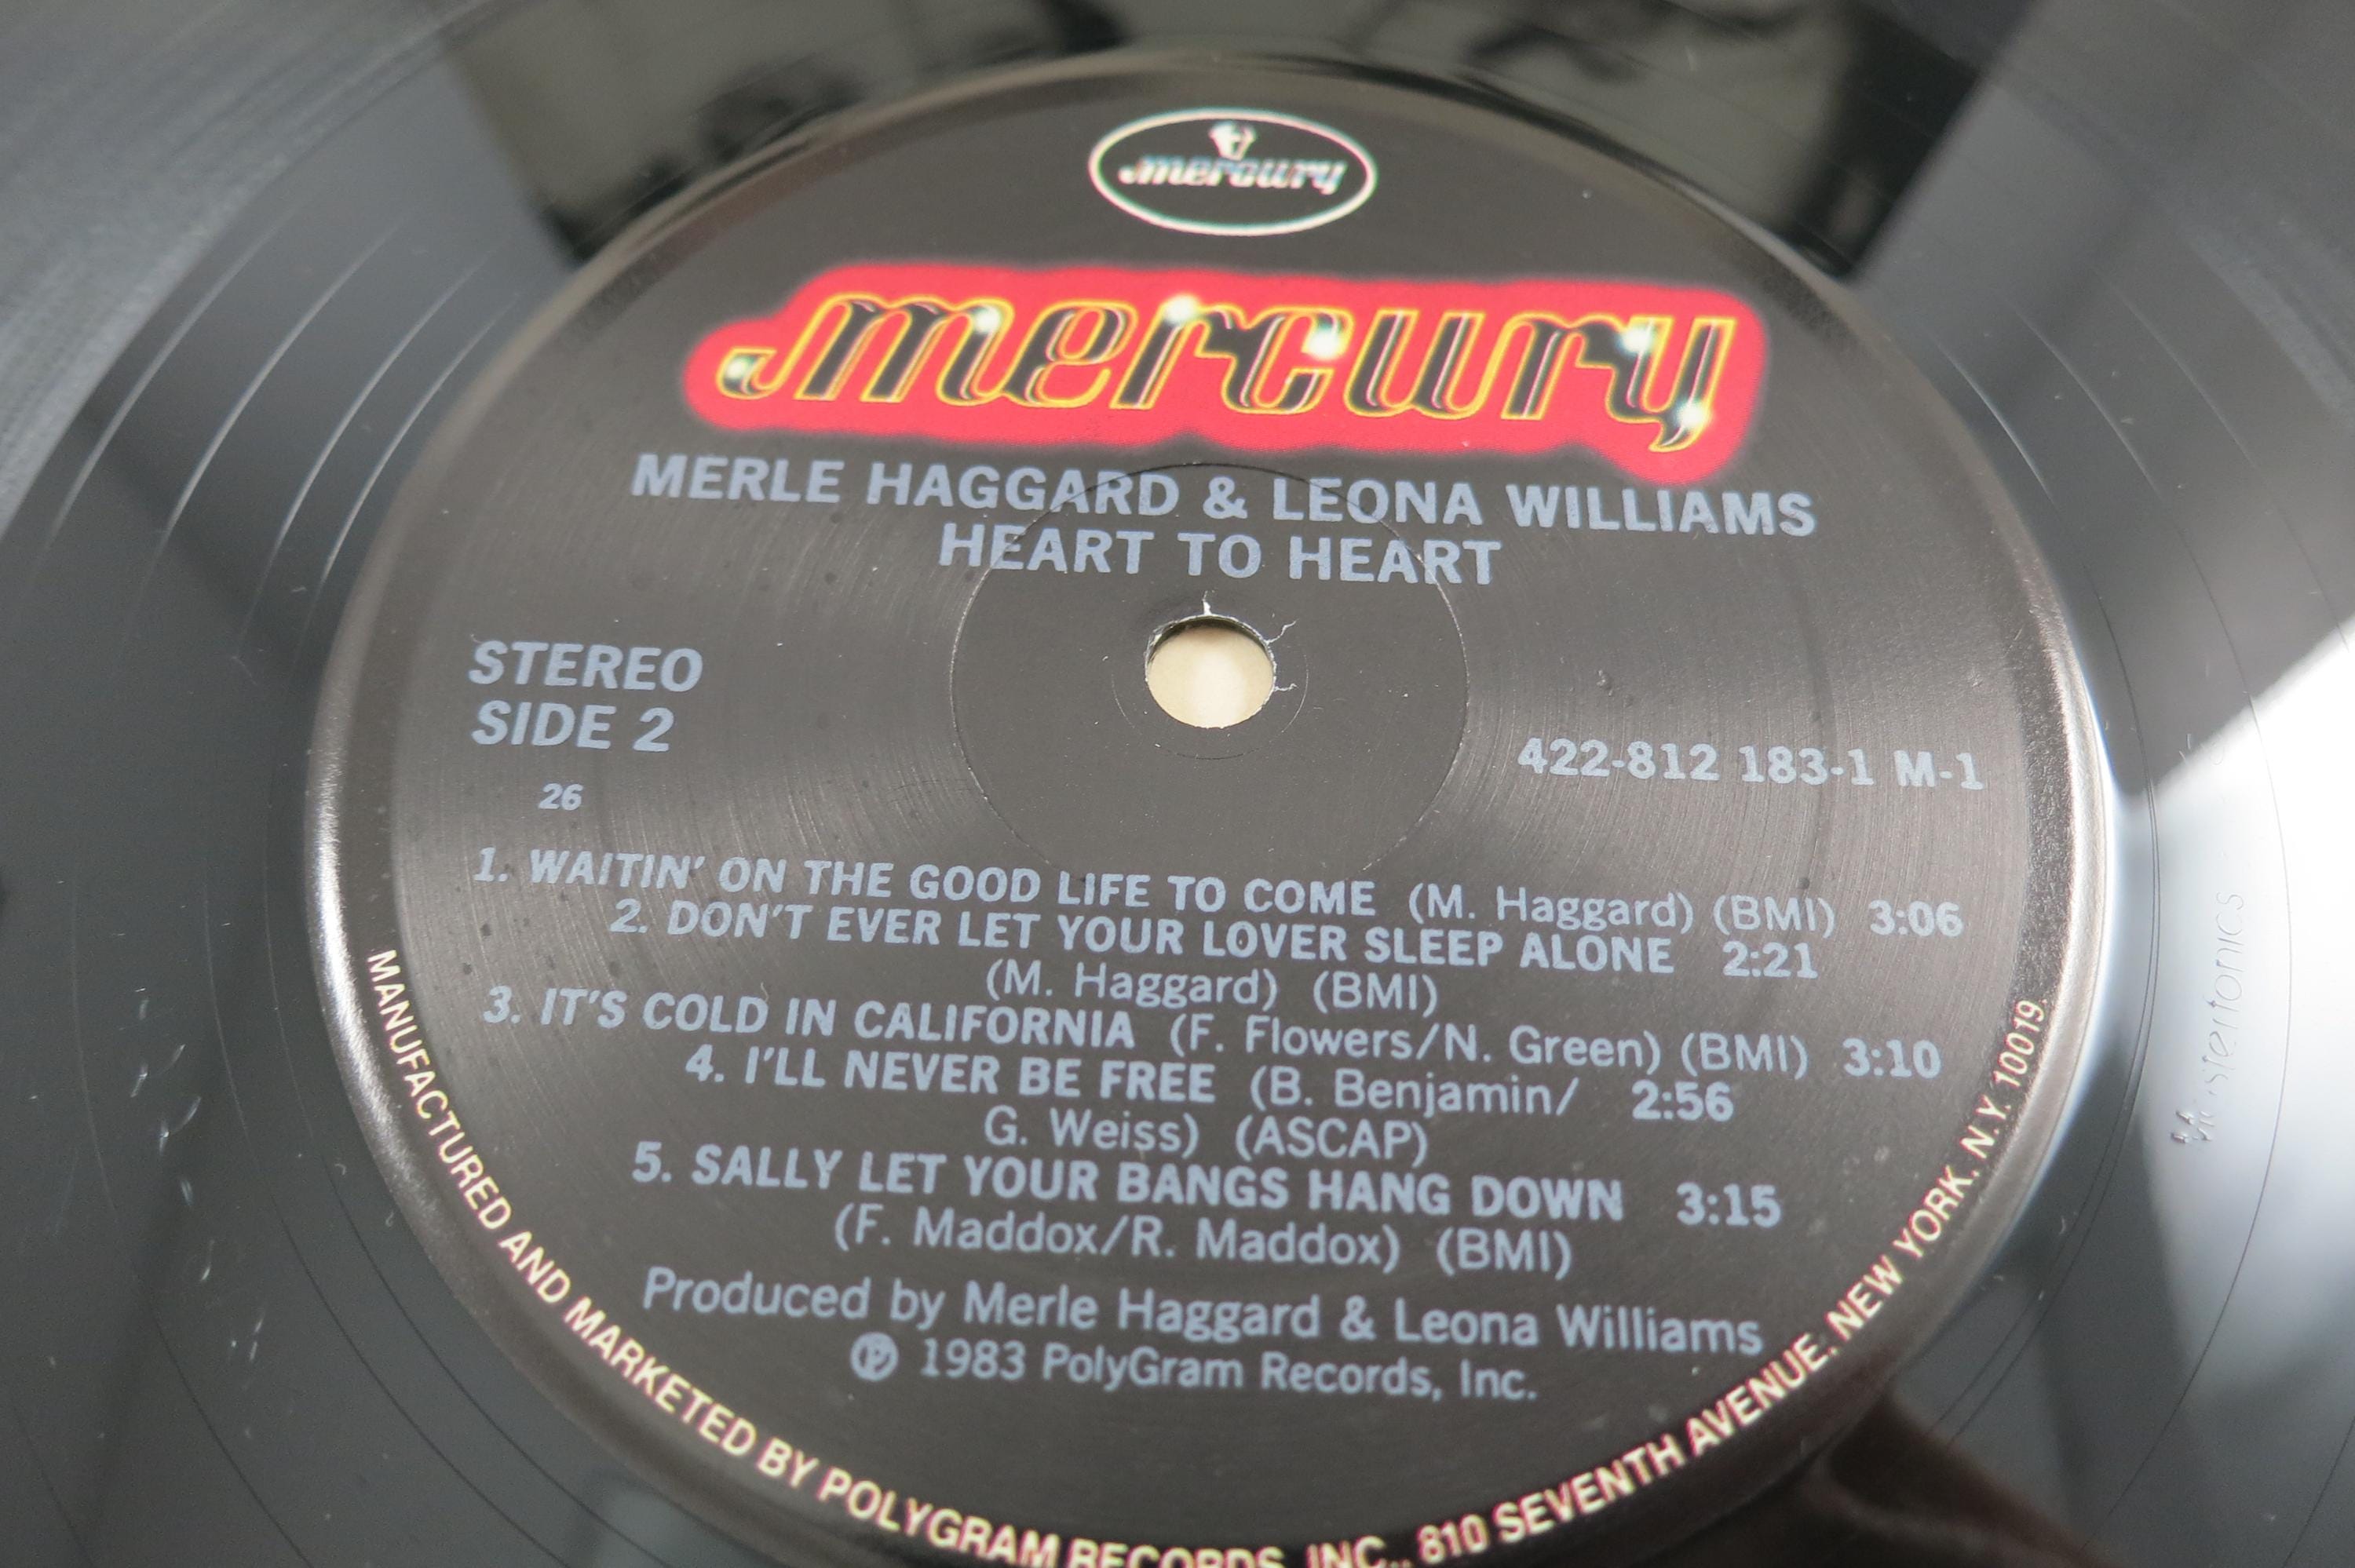 mercury
mercury
MERLE HAGGARD & LEONA WILLIAMS
HEART TO HEART
STEREO
SIDE 2
26
422-812 183-1 M-1
1. WAITIN' ON THE GOOD LIFE TO COME (M. Haggard) (BMI) 3:06
2. DON'T EVER LET YOUR LOVER SLEEP ALONE 2:21
(M. Haggard) (BMI)
3. IT'S COLD IN CALIFORNIA (F. Flowers/N. Green) (BMI) 3:10
4. I'LL NEVER BE FREE (B. Benjamin/ 2:56
G. Weiss) (ASCAP)
5. SALLY LET YOUR BANGS HANG DOWN 3:15
(F. Maddox/R. Maddox) (BMI)
Produced by Merle Haggard & Leona Williams
℗ 1983 PolyGram Records, Inc.
MANUFACTURED AND MARKETED BY POLYGRAM RECORDS, INC., 810 SEVENTH AVENUE, NEW YORK, N.Y. 10019.